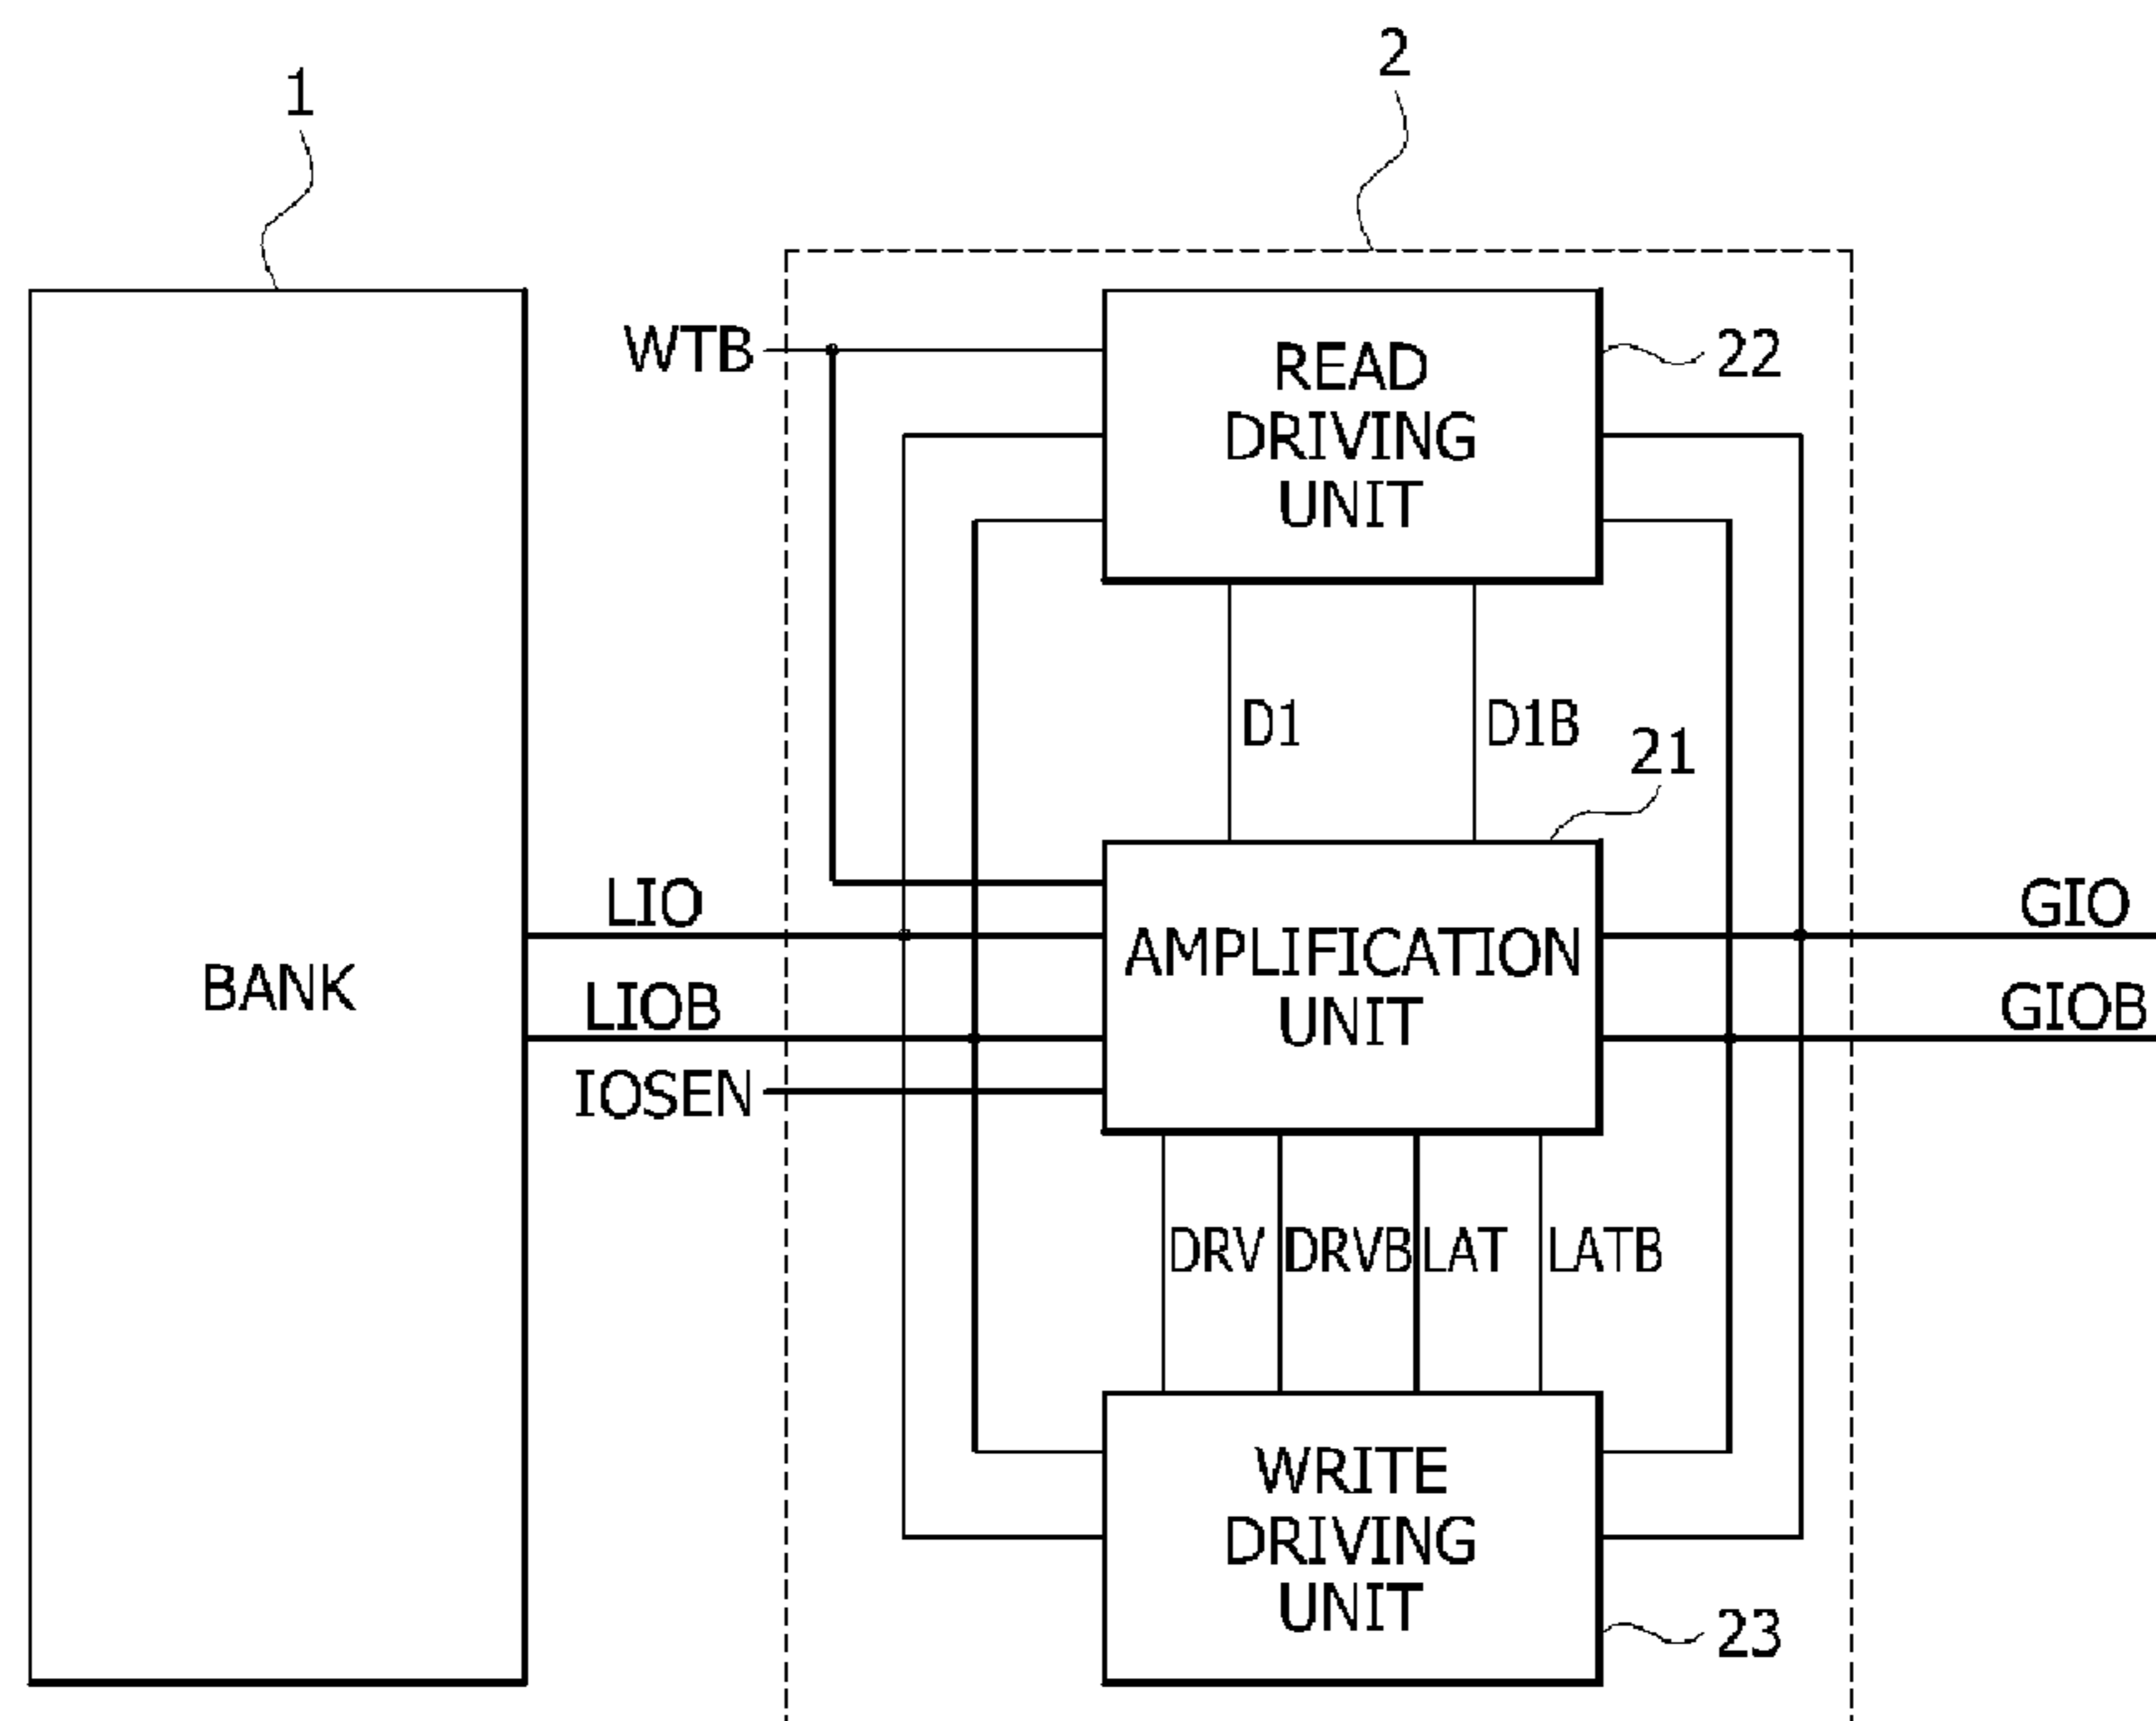 2
1
WTB
READ
DRIVING
UNIT
22
D1
D1B
21
LIO
GIO
AMPLIFICATION
UNIT
BANK
LIOB
GIOB
IOSEN
DRV
DRVB
LAT
LATB
WRITE
DRIVING
UNIT
23